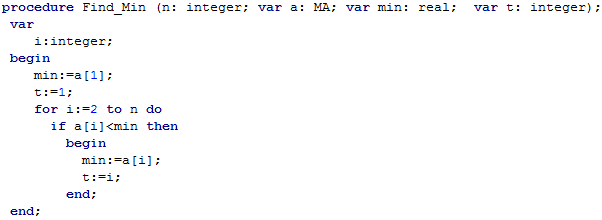 procedure Find_Min (n: integer; var a: MA; var min: real;  var t: integer);
var
i:integer;
begin
min:=a[1];
t:=1;
for i:=2 to n do
if a[i]<min then
begin
min:=a[i];
t:=i;
end;
end;